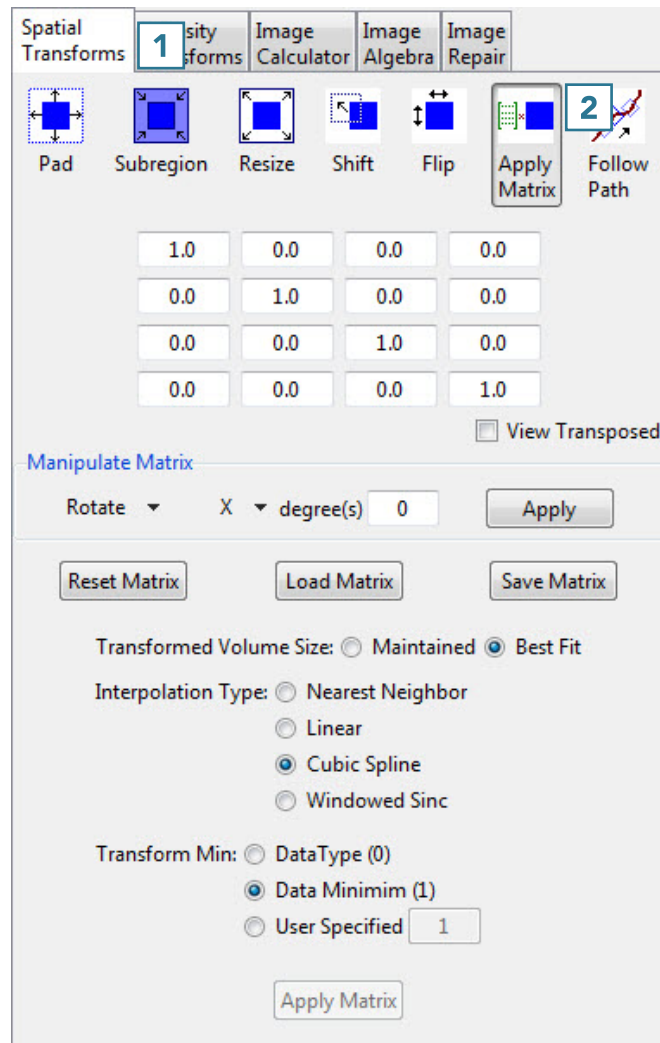 Spatial
Transforms
1
sity
sforms
Image
Calculator
Image
Algebra
Image
Repair
2
Pad
Subregion
Resize
Shift
Flip
Apply
Matrix
Follow
Path
1.0 0.0 0.0 0.0
0.0 1.0 0.0 0.0
0.0 0.0 1.0 0.0
0.0 0.0 0.0 1.0
View Transposed
Manipulate Matrix
Rotate X degree(s) 0 Apply
Reset Matrix Load Matrix Save Matrix
Transformed Volume Size: Maintained Best Fit
Interpolation Type: Nearest Neighbor
Linear
Cubic Spline
Windowed Sinc
Transform Min: DataType (0)
Data Minimim (1)
User Specified 1
Apply Matrix